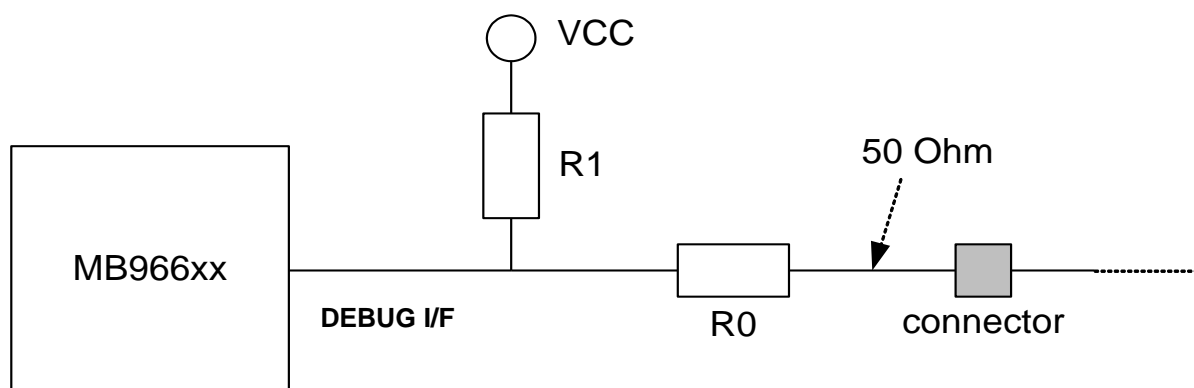 VCC
R1
50 Ohm
MB966xx
DEBUG I/F
R0
connector